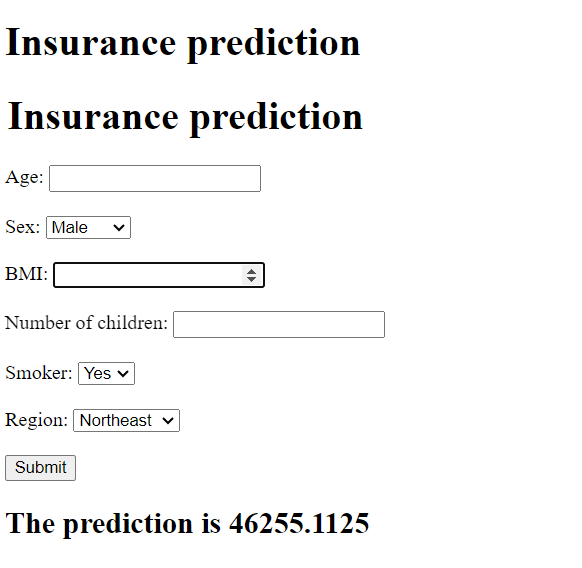 Insurance prediction
Insurance prediction
Age:
Sex: Male
BMI:
Number of children:
Smoker: Yes
Region: Northeast
Submit
The prediction is 46255.1125